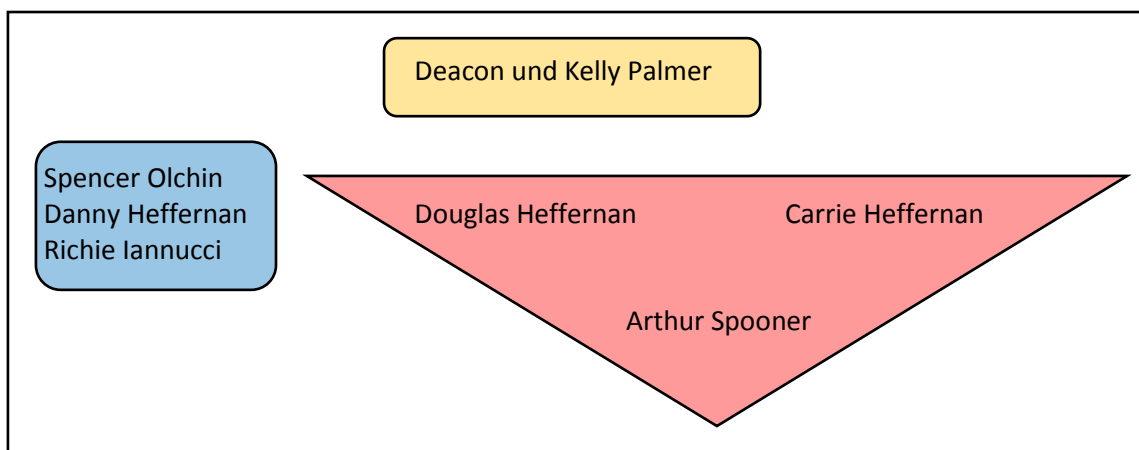 Deacon und Kelly Palmer
Spencer Olchin
Danny Heffernan
Richie Iannucci
Douglas Heffernan
Carrie Heffernan
Arthur Spooner